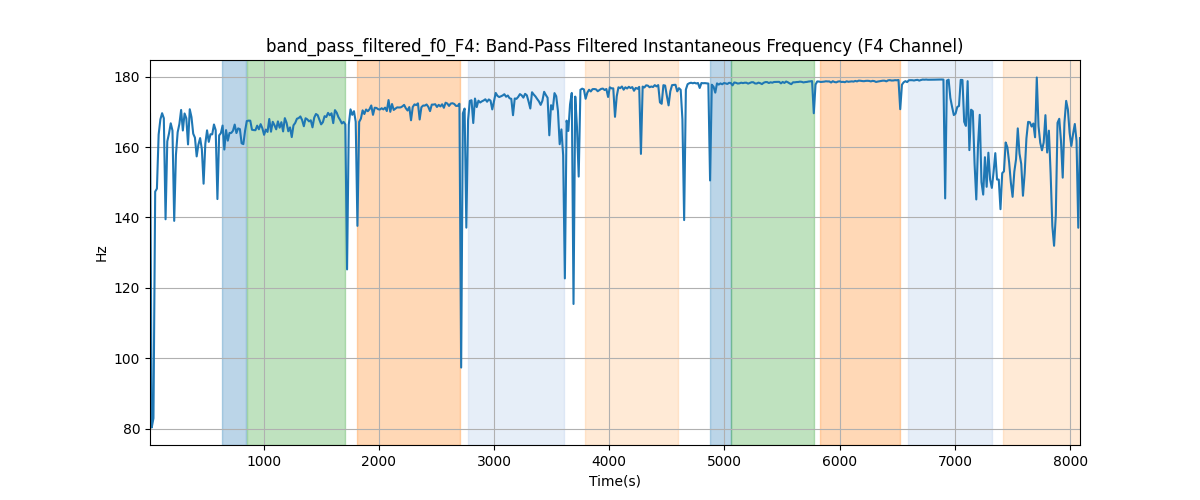 band_pass_filtered_f0_F4: Band-Pass Filtered Instantaneous Frequency (F4 Channel)
180
160
140
120
100
80
Hz
1000 2000 3000 4000 5000 6000 7000 8000
Time(s)